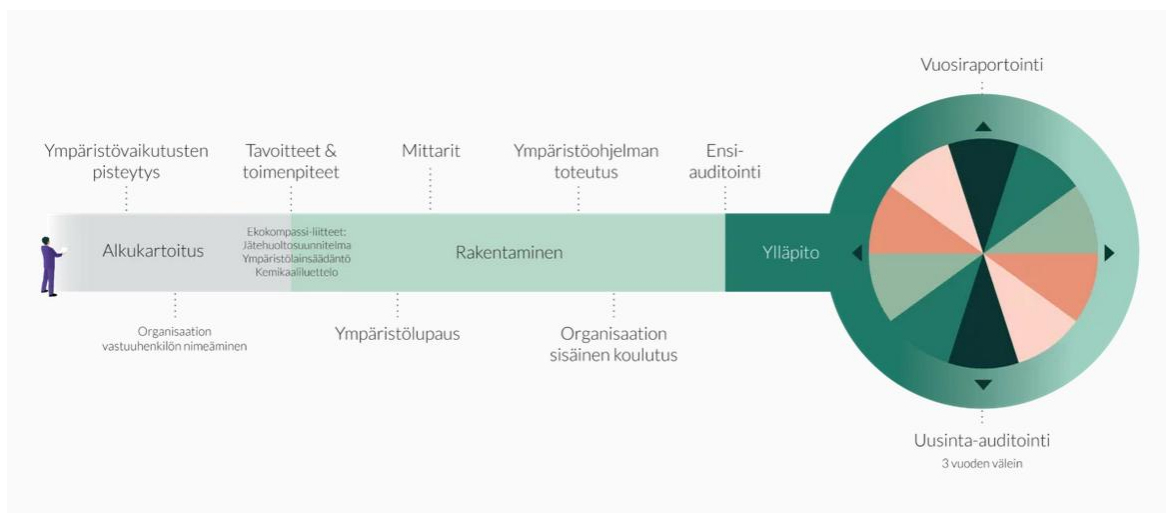 Vuosiraportointi
Ympäristövaikutusten
pisteytys
Tavoitteet &
toimenpiteet
Mittarit
Ympäristöohjelman
toteutus
Ensi-
auditointi
Alkukartoitus
Ekokompassi-liitteet:
Jätehuoltosuunnitelma
Ympäristölainsäädäntö
Kemikaaliluettelo
Rakentaminen
Ylläpito
Organisaation
vastuuhenkilön nimeäminen
Ympäristölupaus
Organisaation
sisäinen koulutus
Uusinta-auditointi
3 vuoden välein